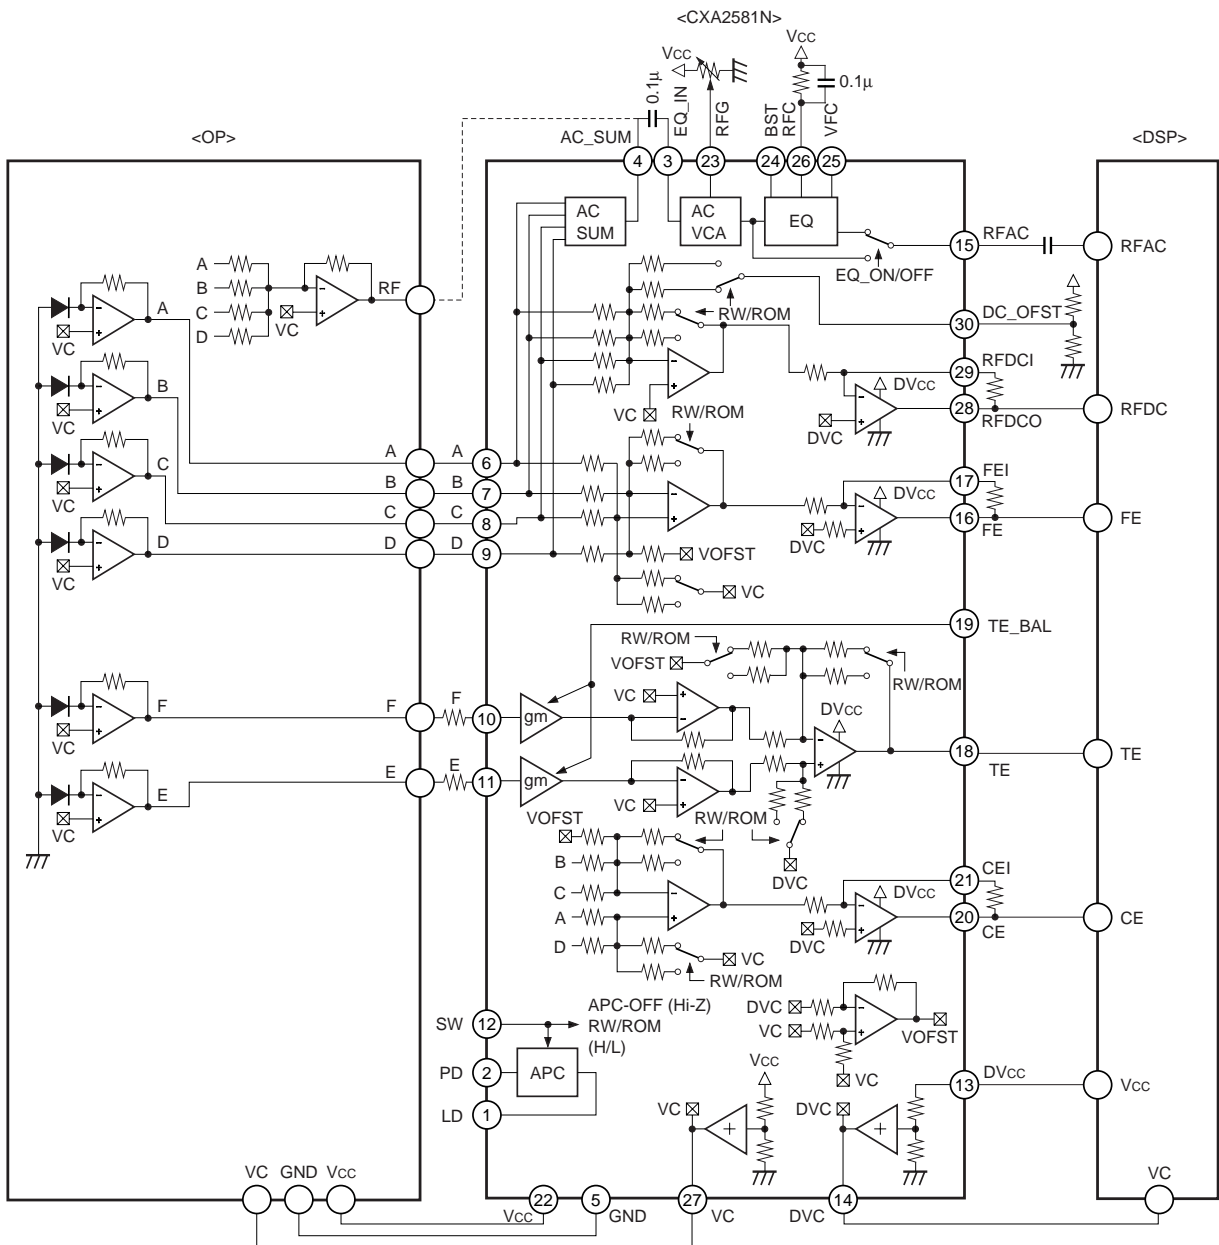 <CXA2581N>
Vcc
Vcc
0.1µ
EQ_IN
RFG
BST
RFC
VFC
0.1µ
<OP>
AC_SUM
<DSP>
4
3
23
24
26
25
AC
SUM
AC
VCA
EQ
15
RFAC
RFAC
EQ_ON/OFF
A
B
C
D
RF
VC
A
VC
RW/ROM
30
DC_OFST
29
RFDCI
B
VC
VC
DVcc
28
RFDCO
RFDC
DVC
RW/ROM
A
A
6
B
B
7
C
C
8
D
D
9
C
VC
17
FEI
DVcc
16
FE
FE
DVC
D
VC
VOFST
VC
19
TE_BAL
RW/ROM
VOFST
RW/ROM
F
VC
F
F
10
gm
VC
DVcc
18
TE
TE
E
VC
E
E
11
gm
VC
VOFST
RW/ROM
B
C
A
D
DVC
21
CEI
DVcc
20
CE
CE
DVC
VC
RW/ROM
SW
12
APC-OFF (Hi-Z)
RW/ROM
(H/L)
DVC
VC
VOFST
VC
PD
2
APC
LD
1
Vcc
VC
+
DVC
+
13
DVcc
Vcc
VC
GND
Vcc
22
Vcc
5
GND
27
VC
DVC
14
VC